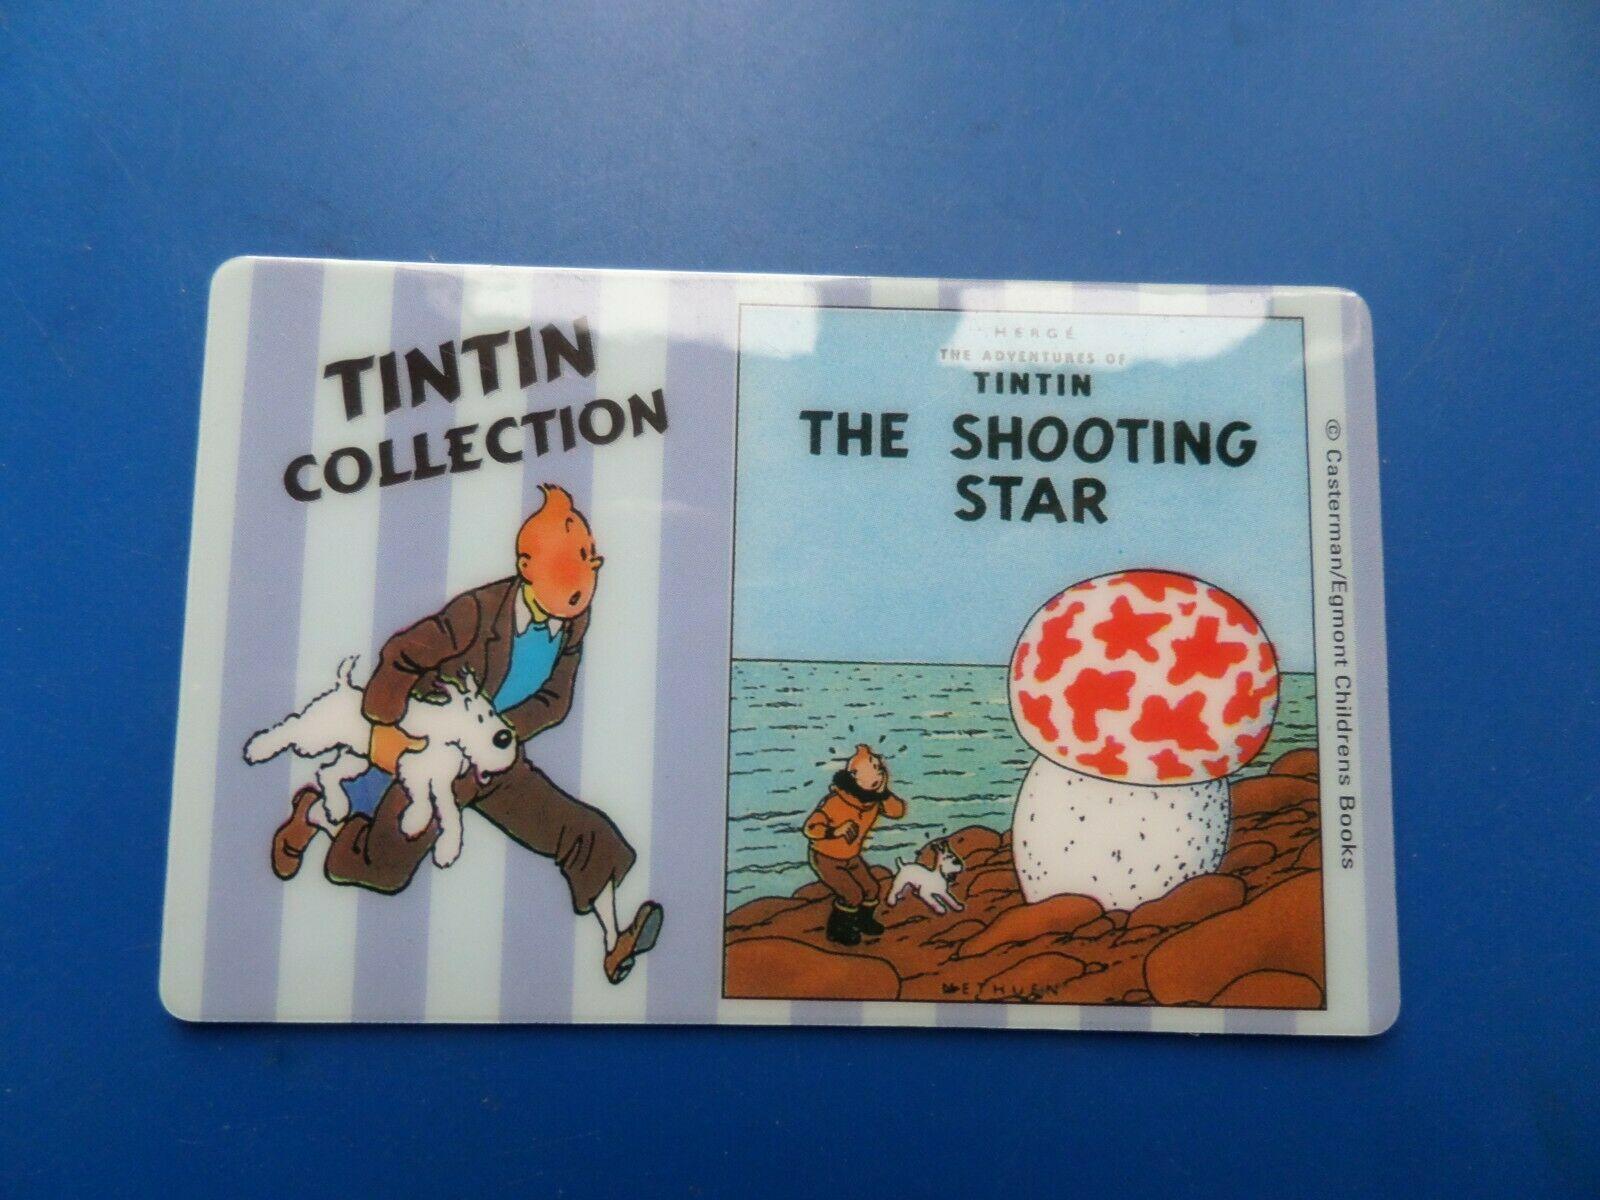 TINTIN
COLLECTION
HERGÉ
THE ADVENTURES OF
TINTIN
THE SHOOTING
STAR
METHUEN
© Casterman/Egmont Childrens Books